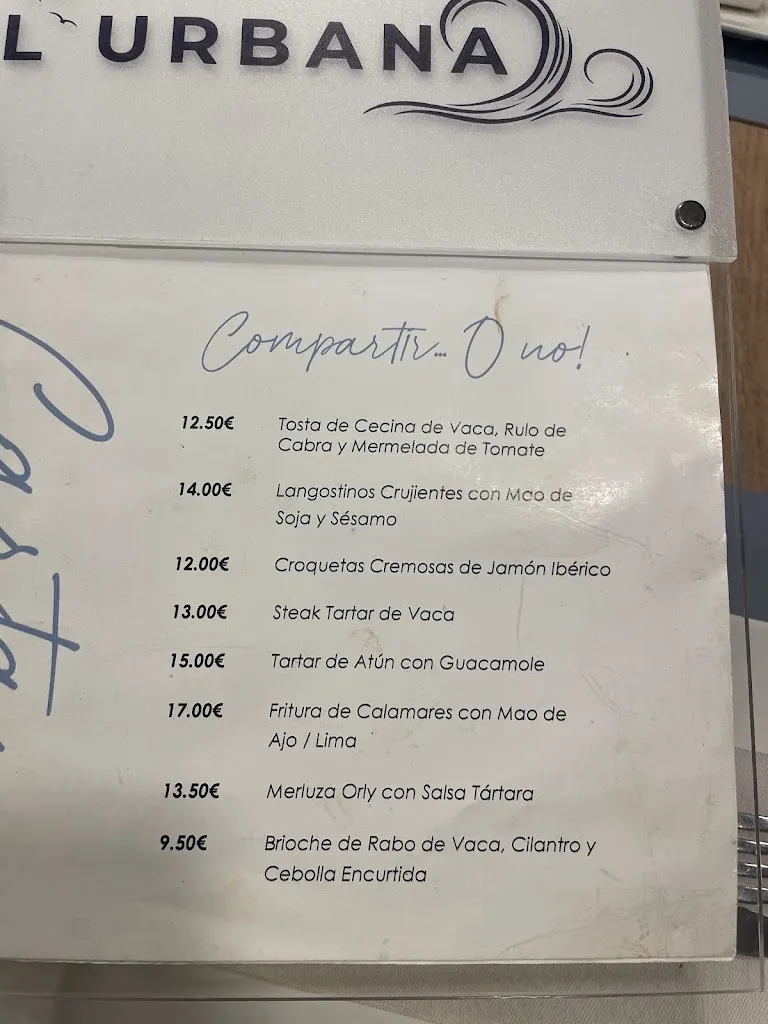 L'URBANA
Compartir... O no!
12.50€ Tosta de Cecina de Vaca, Rulo de
Cabra y Mermelada de Tomate
14.00€ Langostinos Crujientes con Mao de
Soja y Sésamo
12.00€ Croquetas Cremosas de Jamón Ibérico
13.00€ Steak Tartar de Vaca
15.00€ Tartar de Atún con Guacamole
17.00€ Fritura de Calamares con Mao de
Ajo / Lima
13.50€ Merluza Orly con Salsa Tártara
9.50€ Brioche de Rabo de Vaca, Cilantro y
Cebolla Encurtida